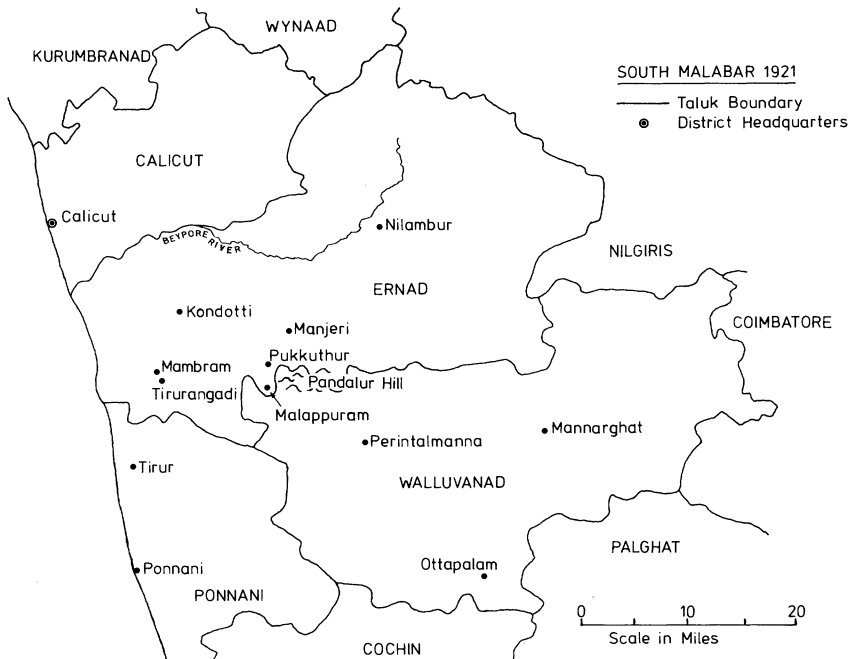 WYNAAD
KURUMBRANAD
SOUTH MALABAR 1921
Taluk Boundary
District Headquarters
CALICUT
Calicut
BEYPORE RIVER
Nilambur
NILGIRIS
ERNAD
Kondotti
Manjeri
COIMBATORE
Pukkuthur
Mambram
Pandalur Hill
Tirurangadi
Malappuram
Perintalmanna
Mannarghat
Tirur
WALLUVANAD
PALGHAT
Ottapalam
Ponnani
PONNANI
0 10 20
Scale in Miles
COCHIN